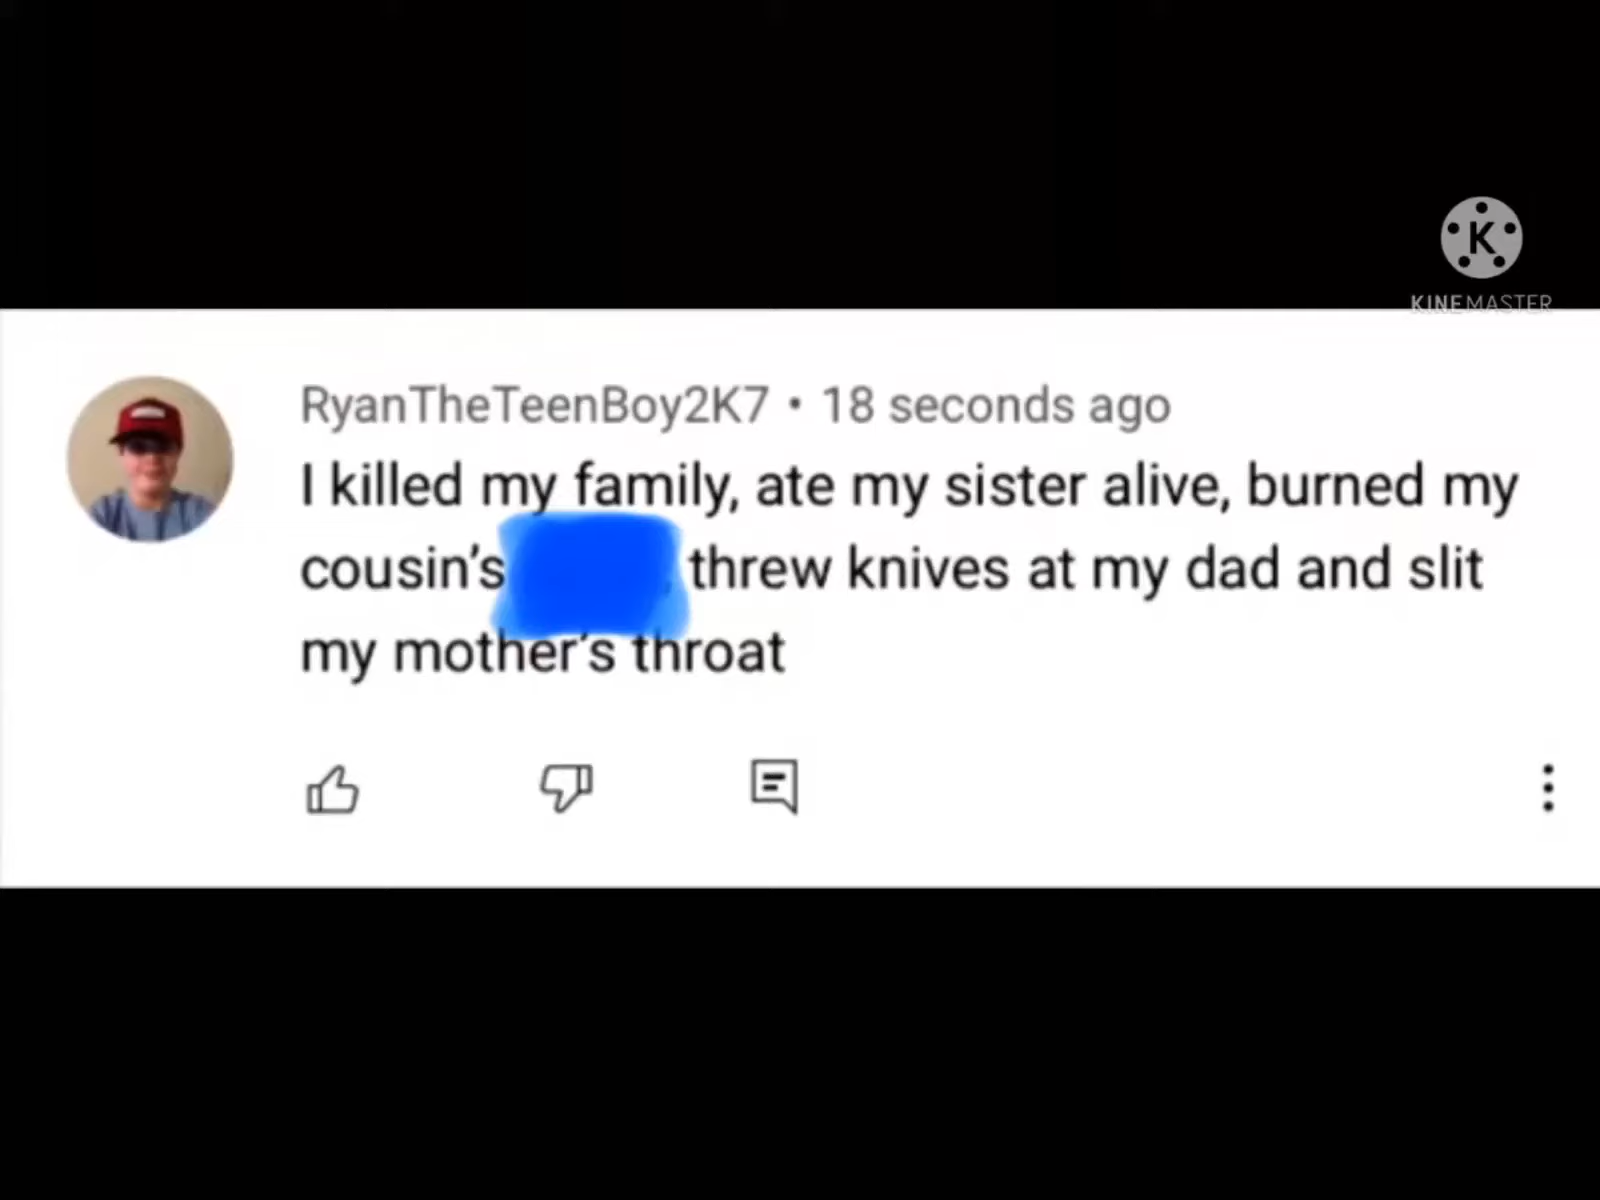 K
KINEMASTER
RyanTheTeenBoy2K7 • 18 seconds ago
I killed my family, ate my sister alive, burned my
cousin's threw knives at my dad and slit
my mother's throat